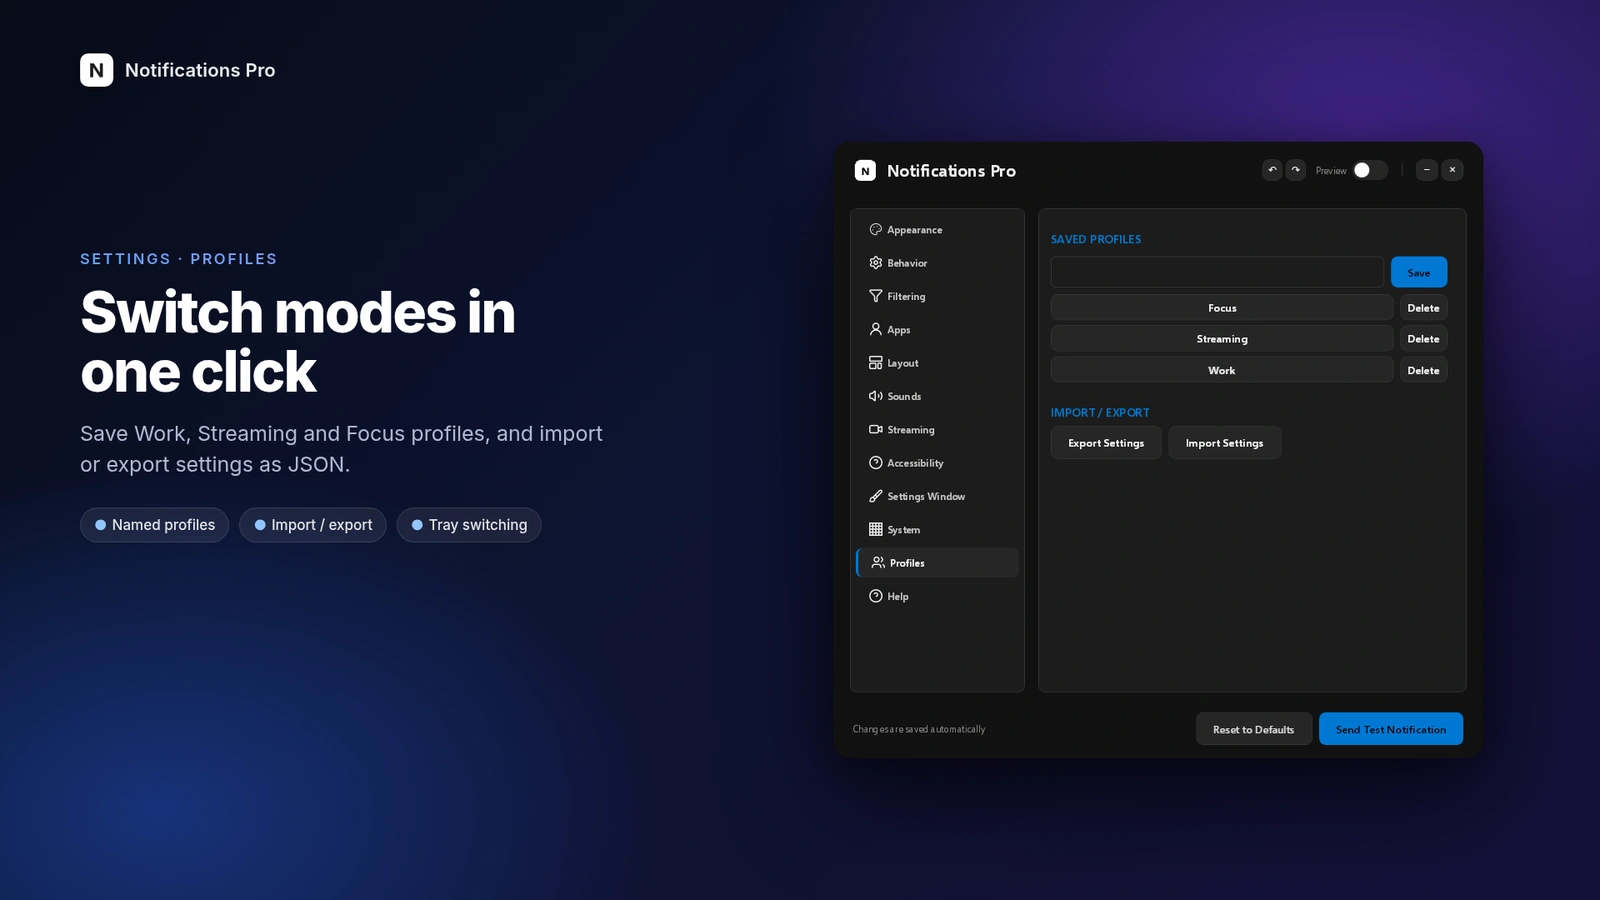 N Notifications Pro
SETTINGS · PROFILES
Switch modes in
one click
Save Work, Streaming and Focus profiles, and import
or export settings as JSON.
Named profiles
Import / export
Tray switching
N Notifications Pro
Preview
Appearance
Behavior
Filtering
Apps
Layout
Sounds
Streaming
Accessibility
Settings Window
System
Profiles
Help
SAVED PROFILES
Save
Focus Delete
Streaming Delete
Work Delete
IMPORT / EXPORT
Export Settings Import Settings
Changes are saved automatically
Reset to Defaults Send Test Notification